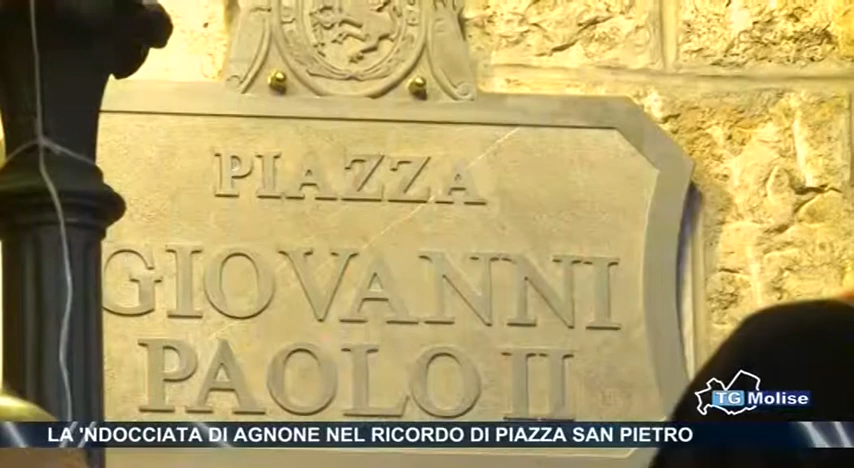 PIAZZA
GIOVANNI
PAOLO II
TG Molise
LA 'NDOCCIATA DI AGNONE NEL RICORDO DI PIAZZA SAN PIETRO